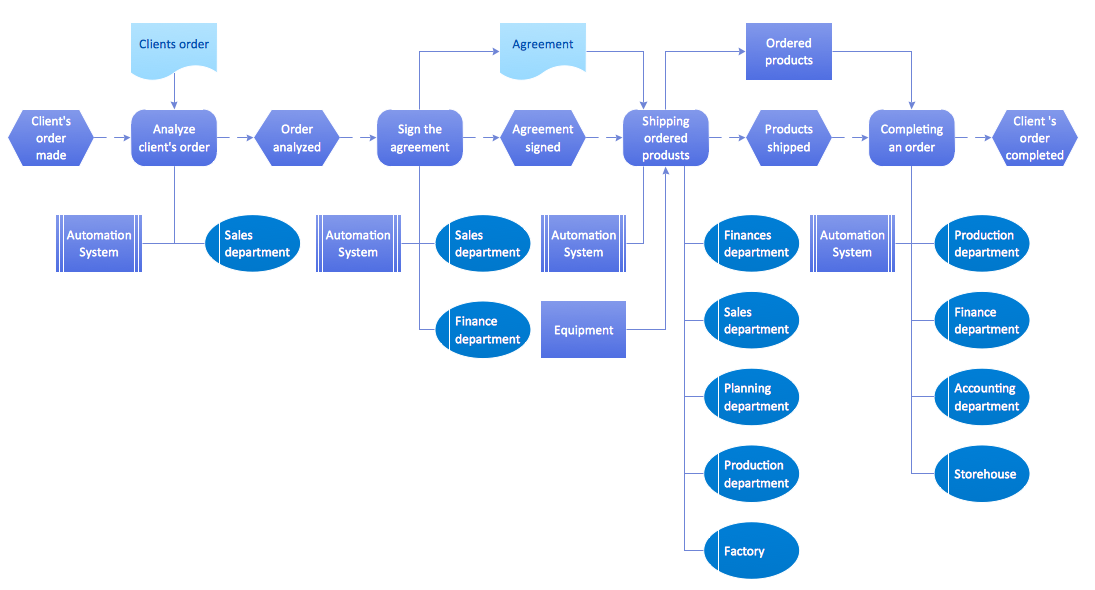 Clients order
Agreement
Ordered
products
Client's
order
made
Analyze
client's order
Order
analyzed
Sign the
agreement
Agreement
signed
Shipping
ordered
produsts
Products
shipped
Completing
an order
Client 's
order
completed
Automation
System
Sales
department
Automation
System
Sales
department
Automation
System
Finances
department
Automation
System
Production
department
Finance
department
Equipment
Sales
department
Finance
department
Planning
department
Accounting
department
Production
department
Storehouse
Factory